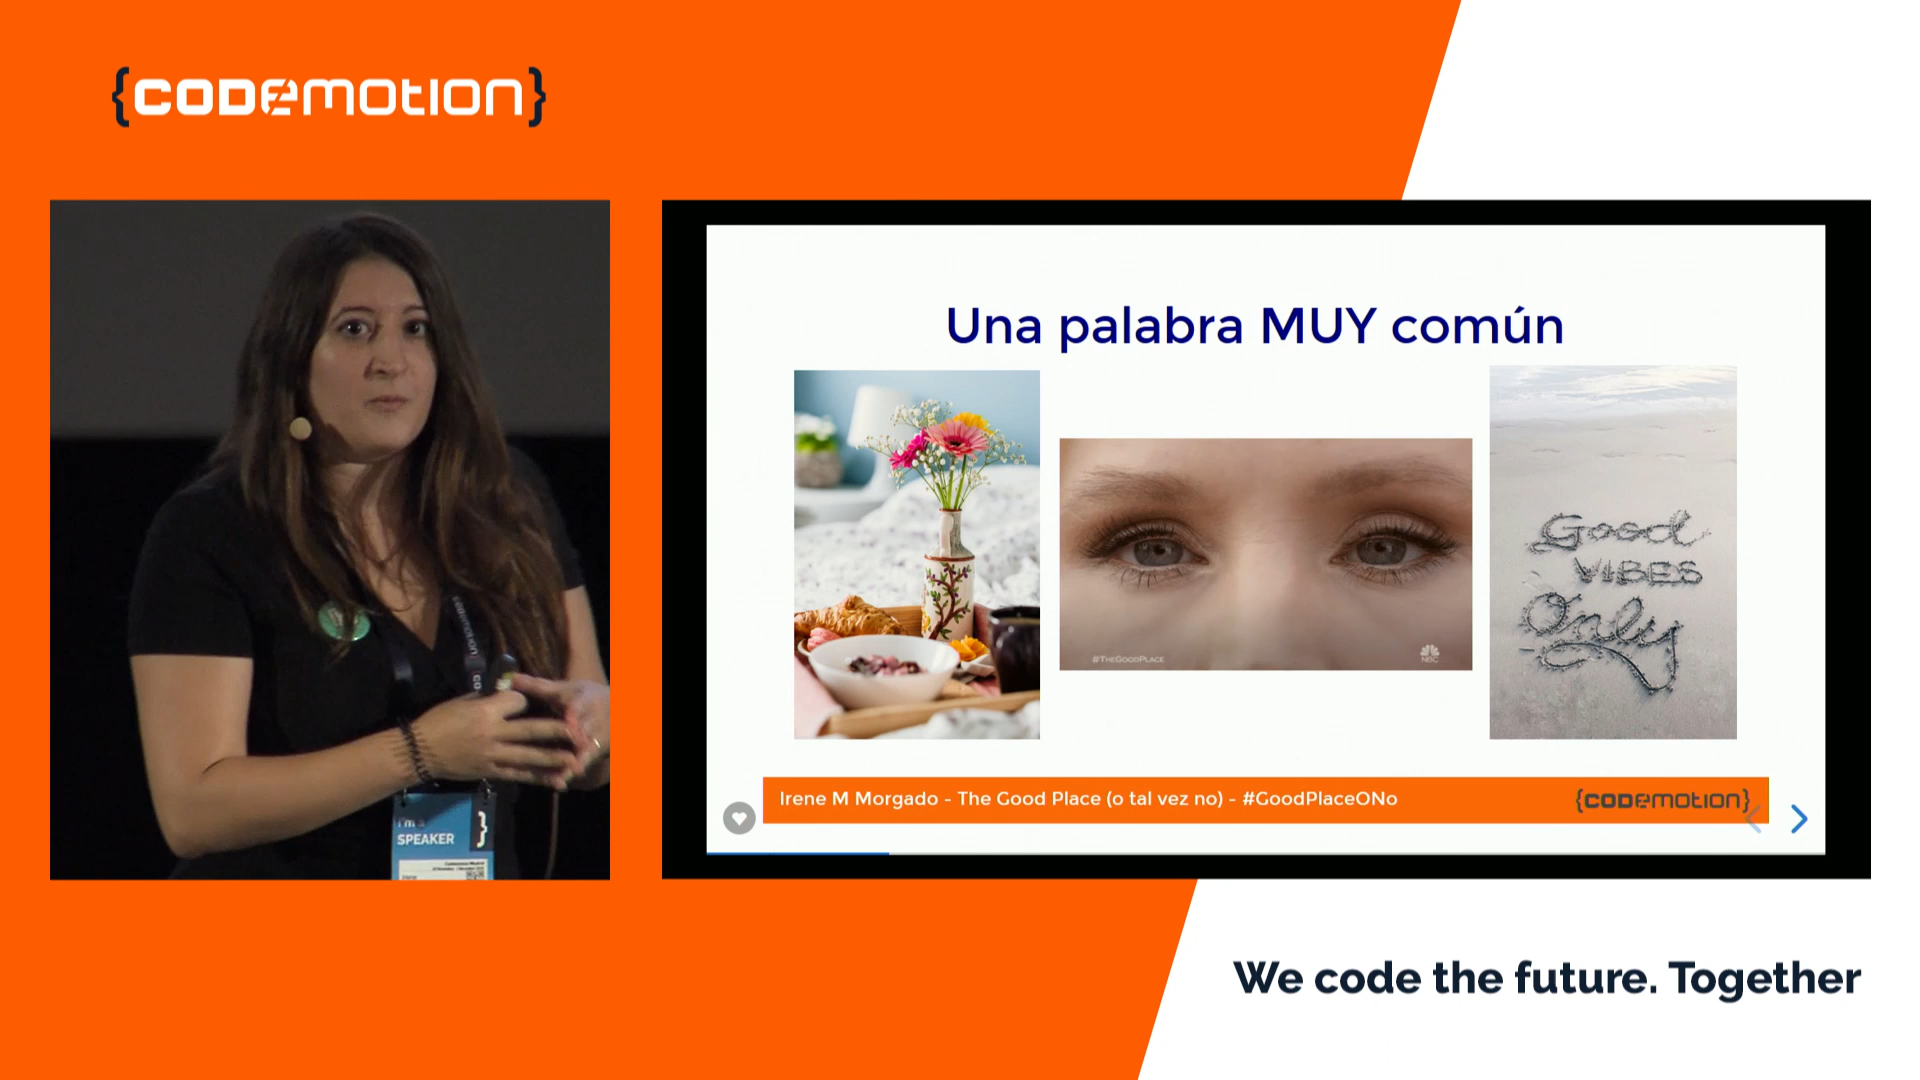 {CODEMOTION}
Una palabra MUY común
Good
VIBES
Only
#THEGOODPLACE
NBC
Irene M Morgado - The Good Place (o tal vez no) - #GoodPlaceONo
{CODEMOTION}
I'm a
SPEAKER
We code the future. Together